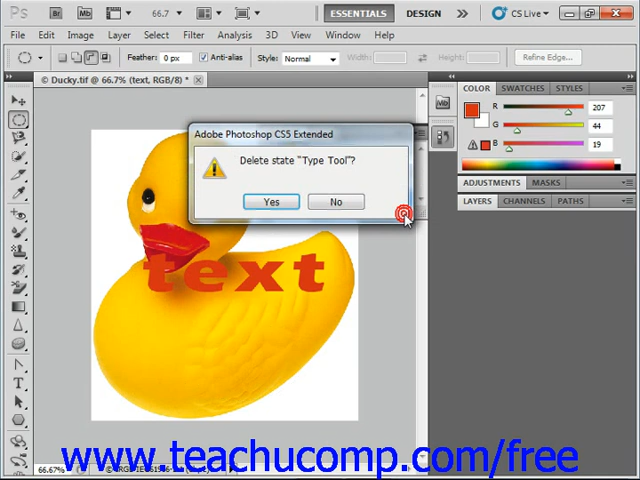 Ps Br Mb 66.7 ESSENTIALS DESIGN CS Live
File Edit Image Layer Select Filter Analysis 3D View Window Help
Feather: 0 px Anti-alias Style: Normal Width: Height: Refine Edge...
© Ducky.tif @ 66.7% (text, RGB/8) *
COLOR SWATCHES STYLES
R 207
G 44
B 19
ADJUSTMENTS MASKS
LAYERS CHANNELS PATHS
Adobe Photoshop CS5 Extended
Delete state "Type Tool"?
Yes No
text
www.teachucomp.com/free
66.67%